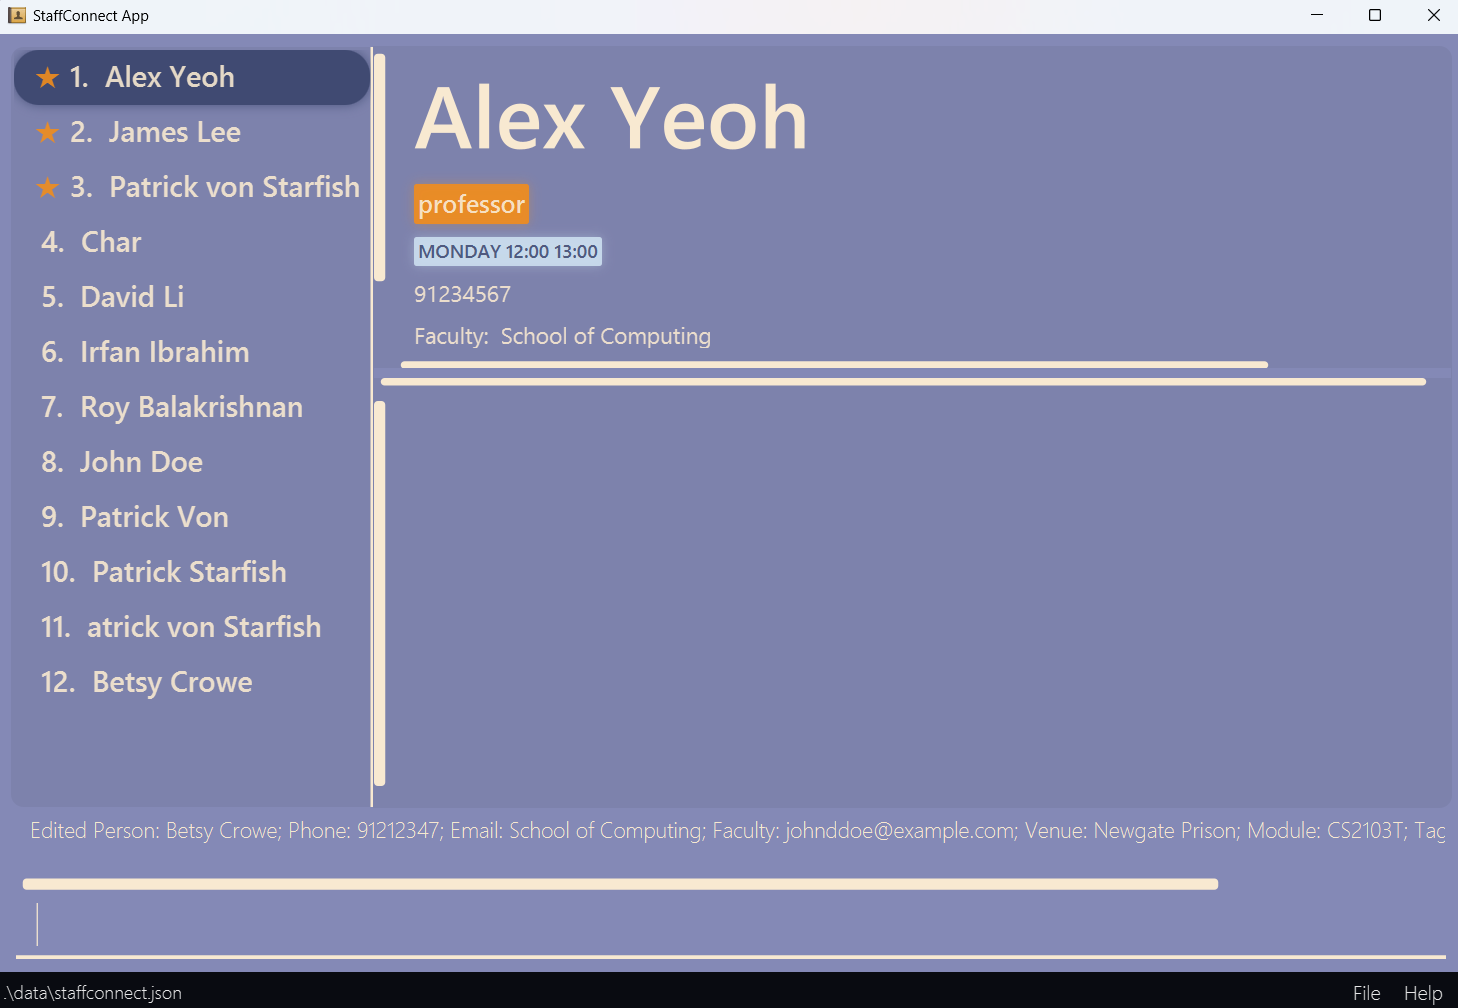 StaffConnect App
★ 1. Alex Yeoh
★ 2. James Lee
★ 3. Patrick von Starfish
4. Char
5. David Li
6. Irfan Ibrahim
7. Roy Balakrishnan
8. John Doe
9. Patrick Von
10. Patrick Starfish
11. atrick von Starfish
12. Betsy Crowe
Alex Yeoh
professor
MONDAY 12:00 13:00
91234567
Faculty: School of Computing
Edited Person: Betsy Crowe; Phone: 91212347; Email: School of Computing; Faculty: johnddoe@example.com; Venue: Newgate Prison; Module: CS2103T; Tag
.\data\staffconnect.json
File Help